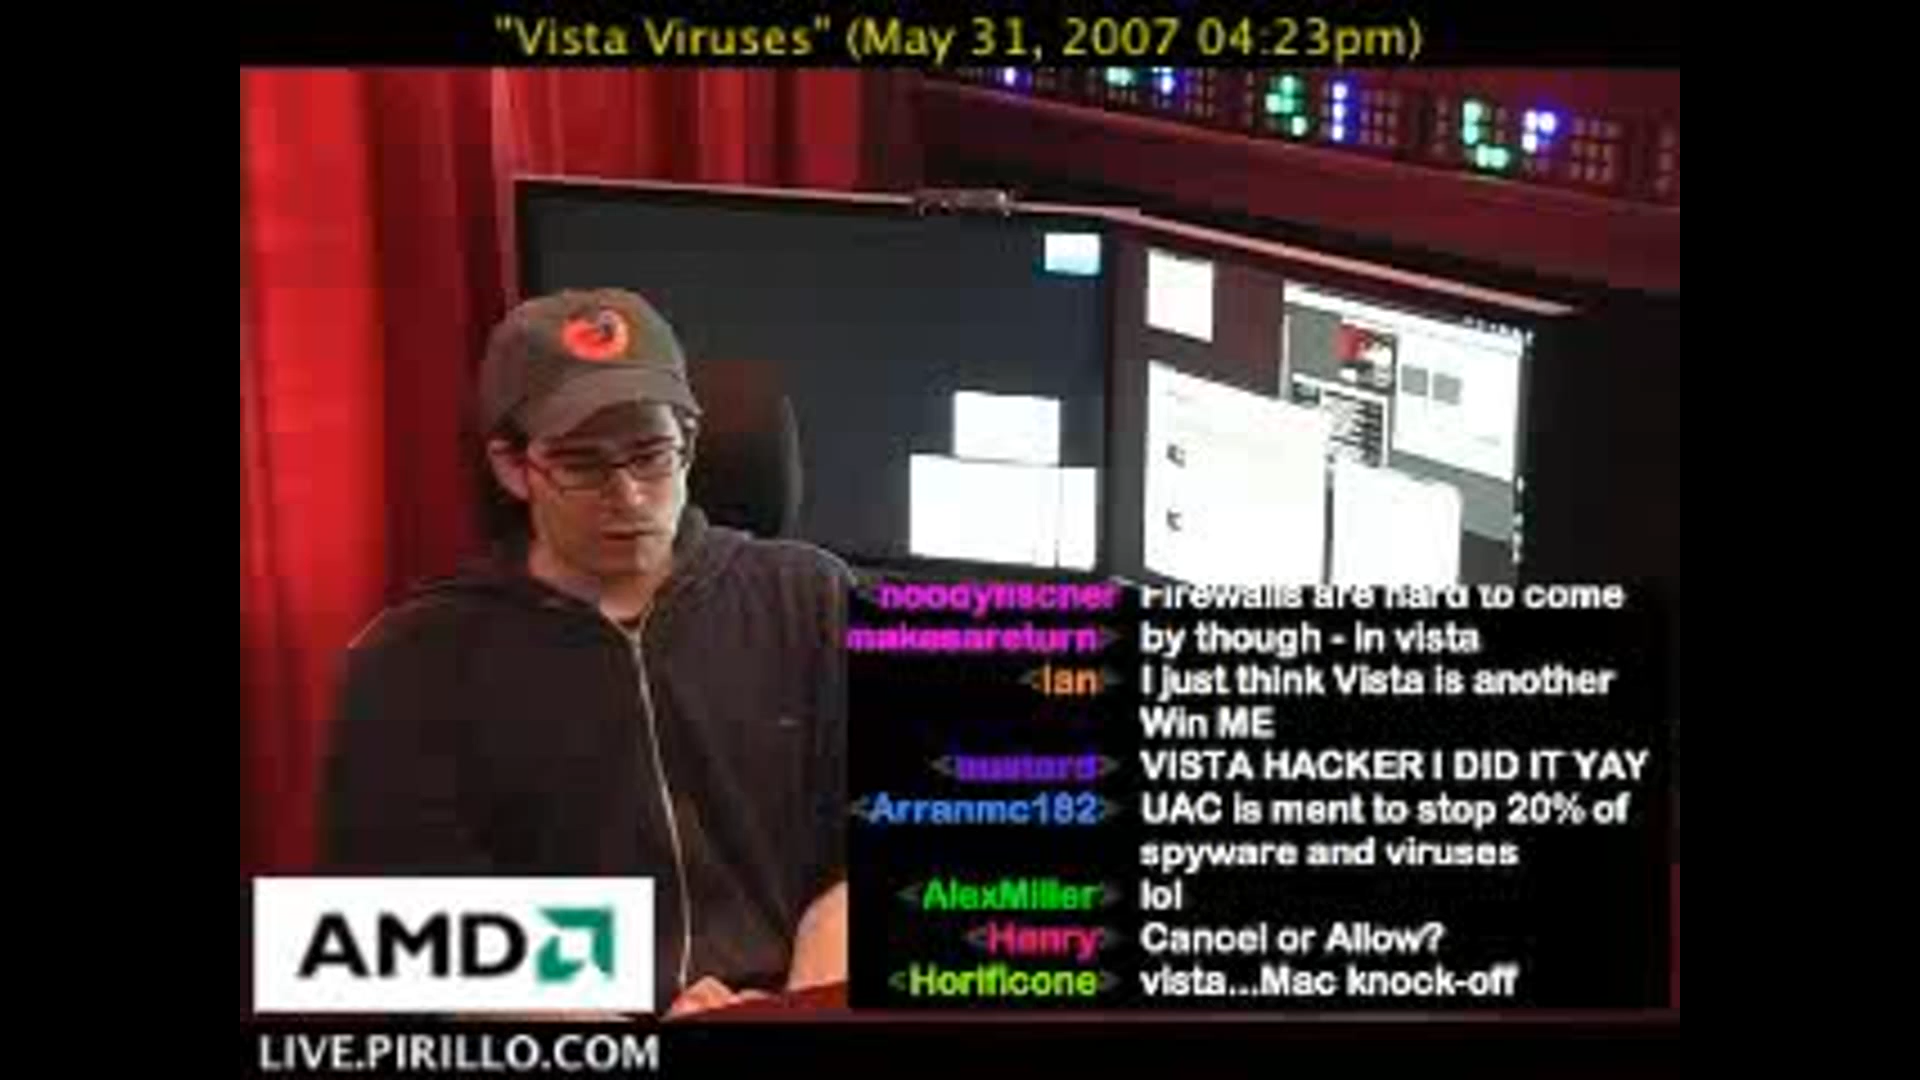 "Vista Viruses" (May 31, 2007 04:23pm)
Firewalls are hard to come
makesareturn> by though - in vista
<Ian> I just think Vista is another
Win ME
VISTA HACKER I DID IT YAY
<Arranmc182> UAC is ment to stop 20% of
spyware and viruses
<AlexMiller> lol
<Henry> Cancel or Allow?
<Horificone> vista...Mac knock-off
AMD
LIVE.PIRILLO.COM